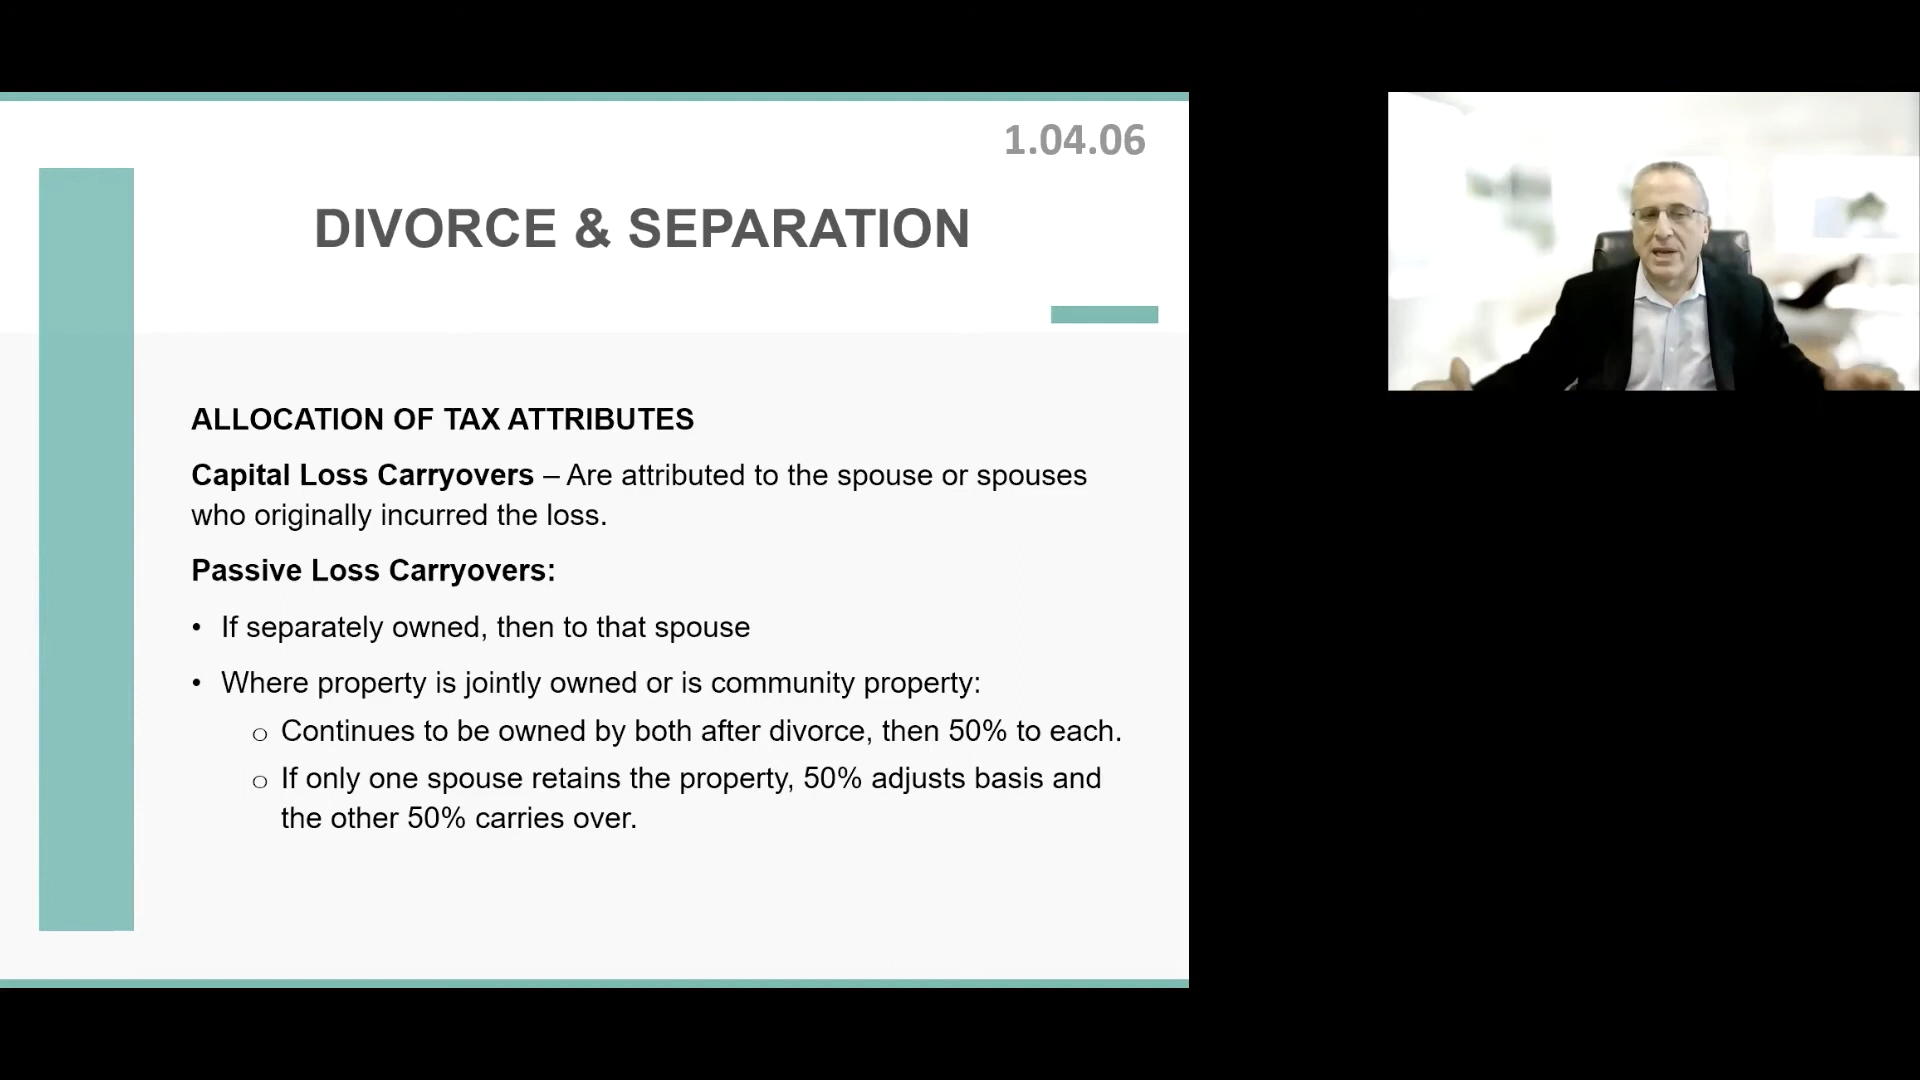 1.04.06
DIVORCE & SEPARATION
ALLOCATION OF TAX ATTRIBUTES
Capital Loss Carryovers – Are attributed to the spouse or spouses
who originally incurred the loss.
Passive Loss Carryovers:
• If separately owned, then to that spouse
• Where property is jointly owned or is community property:
o Continues to be owned by both after divorce, then 50% to each.
o If only one spouse retains the property, 50% adjusts basis and
the other 50% carries over.